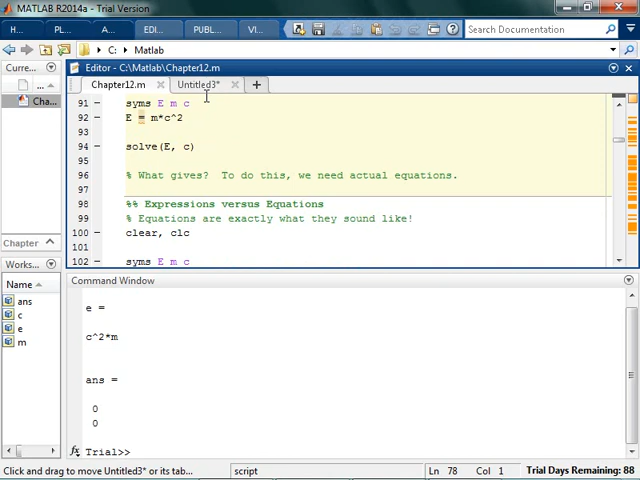 MATLAB R2014a - Trial Version
PL...
A...
EDI...
PUBL...
VI...
Search Documentation
C:
Matlab
Curre...
Editor - C:\Matlab\Chapter12.m
Chapter12.m
Untitled3*
Cha...
91 - syms E m c
92 - E = m*c^2
93
94 - solve(E, c)
95
96 % What gives? To do this, we need actual equations.
97
98 %% Expressions versus Equations
99 % Equations are exactly what they sound like!
100 - clear, clc
101
102 - syms E m c
Chapter
Works...
Name
ans
c
e
m
Command Window
e =
c^2*m
ans =
0
0
fx Trial>>
Click and drag to move Untitled3* or its tab...
script
Ln 78 Col 1
Trial Days Remaining: 88